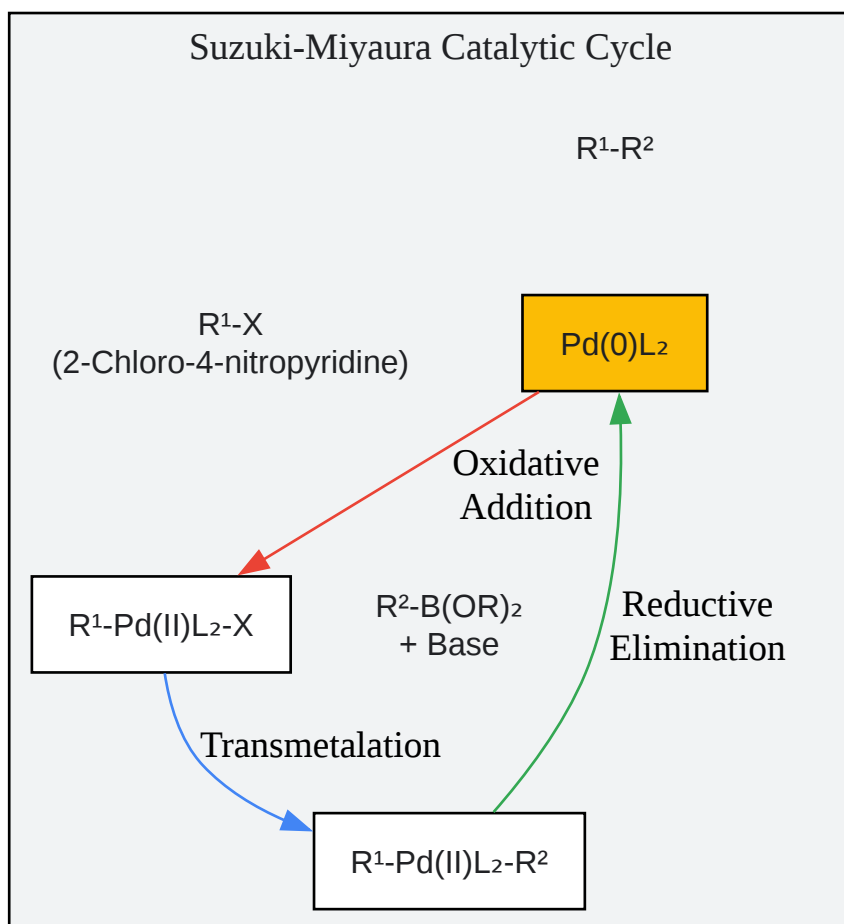 Suzuki-Miyaura Catalytic Cycle
R¹-R²
R¹-X
(2-Chloro-4-nitropyridine)
Pd(0)L₂
Oxidative
Addition
R¹-Pd(II)L₂-X
R²-B(OR)₂
+ Base
Reductive
Elimination
Transmetalation
R¹-Pd(II)L₂-R²